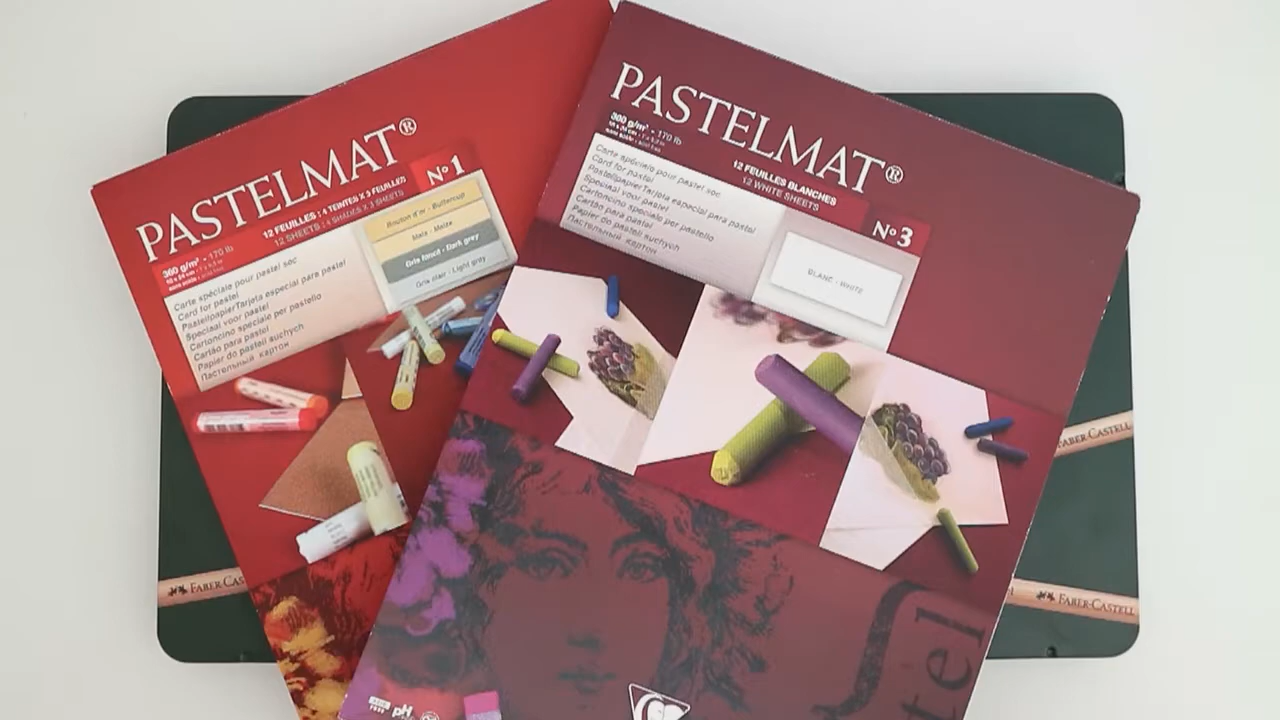 PASTELMAT®
N°1
12 FEUILLES : 4 TEINTES X 3 FEUILLES
12 SHEETS : 4 SHADES X 3 SHEETS
360 g/m² - 170 lb
Carte spéciale pour pastel sec
Card for pastel
Pastellpapier Tarjeta especial para pastel
Speciaal voor pastel
Cartoncino speciale per pastello
Cartão para pastel
Papier do pasteli suchych
Пастельный картон
Bouton d'or - Buttercup
Maïs - Maize
Gris foncé - Dark grey
Gris clair - Light grey
PASTELMAT®
360 g/m² - 170 lb
12 FEUILLES BLANCHES
12 WHITE SHEETS
N°3
Carte spéciale pour pastel sec
Card for pastel
Pastellpapier Tarjeta especial para pastel
Speciaal voor pastel
Cartoncino speciale per pastello
Cartão para pastel
Papier do pasteli suchych
Пастельный картон
BLANC - WHITE
FABER-CASTELL
FABER-CAS
FABER-CASTELL
stel
pH